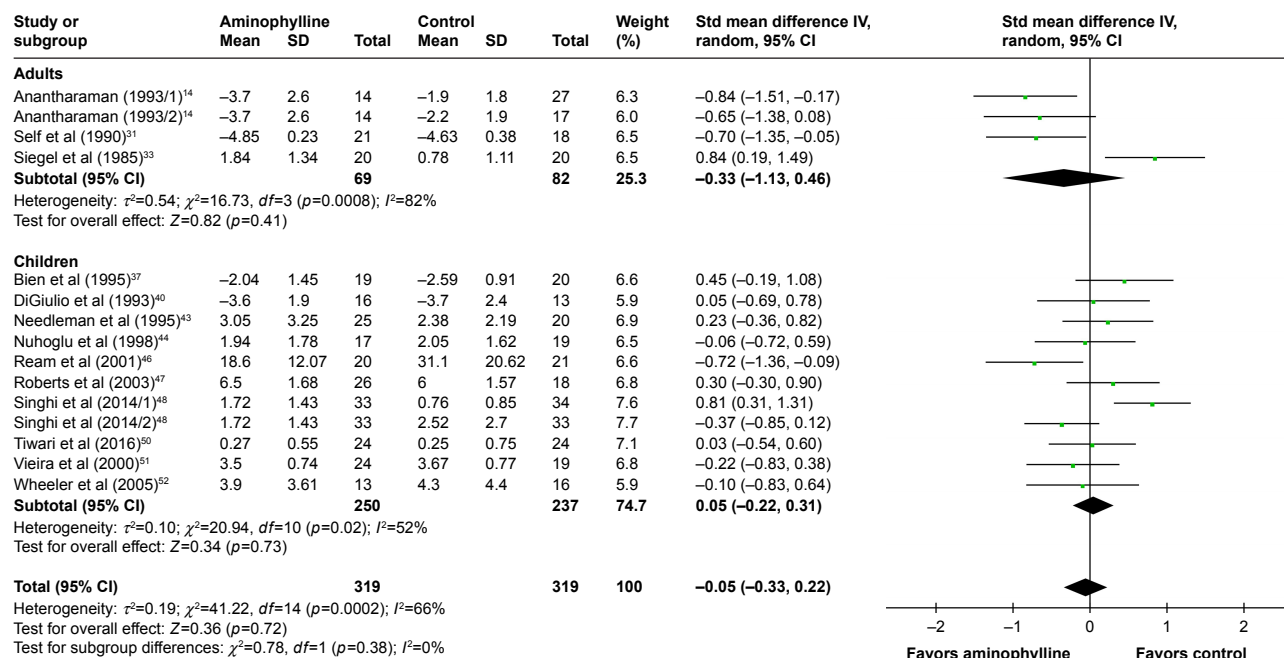 Study or subgroup Aminophylline Control Weight (%) Std mean difference IV, random, 95% CI Std mean difference IV, random, 95% CI
Mean SD Total Mean SD Total
Adults
Anantharaman (1993/1)¹⁴ –3.7 2.6 14 –1.9 1.8 27 6.3 –0.84 (–1.51, –0.17)
Anantharaman (1993/2)¹⁴ –3.7 2.6 14 –2.2 1.9 17 6.0 –0.65 (–1.38, 0.08)
Self et al (1990)³¹ –4.85 0.23 21 –4.63 0.38 18 6.5 –0.70 (–1.35, –0.05)
Siegel et al (1985)³³ 1.84 1.34 20 0.78 1.11 20 6.5 0.84 (0.19, 1.49)
Subtotal (95% CI) 69 82 25.3 –0.33 (–1.13, 0.46)
Heterogeneity: τ²=0.54; χ²=16.73, df=3 (p=0.0008); I²=82%
Test for overall effect: Z=0.82 (p=0.41)
Children
Bien et al (1995)³⁷ –2.04 1.45 19 –2.59 0.91 20 6.6 0.45 (–0.19, 1.08)
DiGiulio et al (1993)⁴⁰ –3.6 1.9 16 –3.7 2.4 13 5.9 0.05 (–0.69, 0.78)
Needleman et al (1995)⁴³ 3.05 3.25 25 2.38 2.19 20 6.9 0.23 (–0.36, 0.82)
Nuhoglu et al (1998)⁴⁴ 1.94 1.78 17 2.05 1.62 19 6.5 –0.06 (–0.72, 0.59)
Ream et al (2001)⁴⁶ 18.6 12.07 20 31.1 20.62 21 6.6 –0.72 (–1.36, –0.09)
Roberts et al (2003)⁴⁷ 6.5 1.68 26 6 1.57 18 6.8 0.30 (–0.30, 0.90)
Singhi et al (2014/1)⁴⁸ 1.72 1.43 33 0.76 0.85 34 7.6 0.81 (0.31, 1.31)
Singhi et al (2014/2)⁴⁸ 1.72 1.43 33 2.52 2.7 33 7.7 –0.37 (–0.85, 0.12)
Tiwari et al (2016)⁵⁰ 0.27 0.55 24 0.25 0.75 24 7.1 0.03 (–0.54, 0.60)
Vieira et al (2000)⁵¹ 3.5 0.74 24 3.67 0.77 19 6.8 –0.22 (–0.83, 0.38)
Wheeler et al (2005)⁵² 3.9 3.61 13 4.3 4.4 16 5.9 –0.10 (–0.83, 0.64)
Subtotal (95% CI) 250 237 74.7 0.05 (–0.22, 0.31)
Heterogeneity: τ²=0.10; χ²=20.94, df=10 (p=0.02); I²=52%
Test for overall effect: Z=0.34 (p=0.73)
Total (95% CI) 319 319 100 –0.05 (–0.33, 0.22)
Heterogeneity: τ²=0.19; χ²=41.22, df=14 (p=0.0002); I²=66%
Test for overall effect: Z=0.36 (p=0.72)
Test for subgroup differences: χ²=0.78, df=1 (p=0.38); I²=0%
–2 –1 0 1 2
Favors aminophylline Favors control